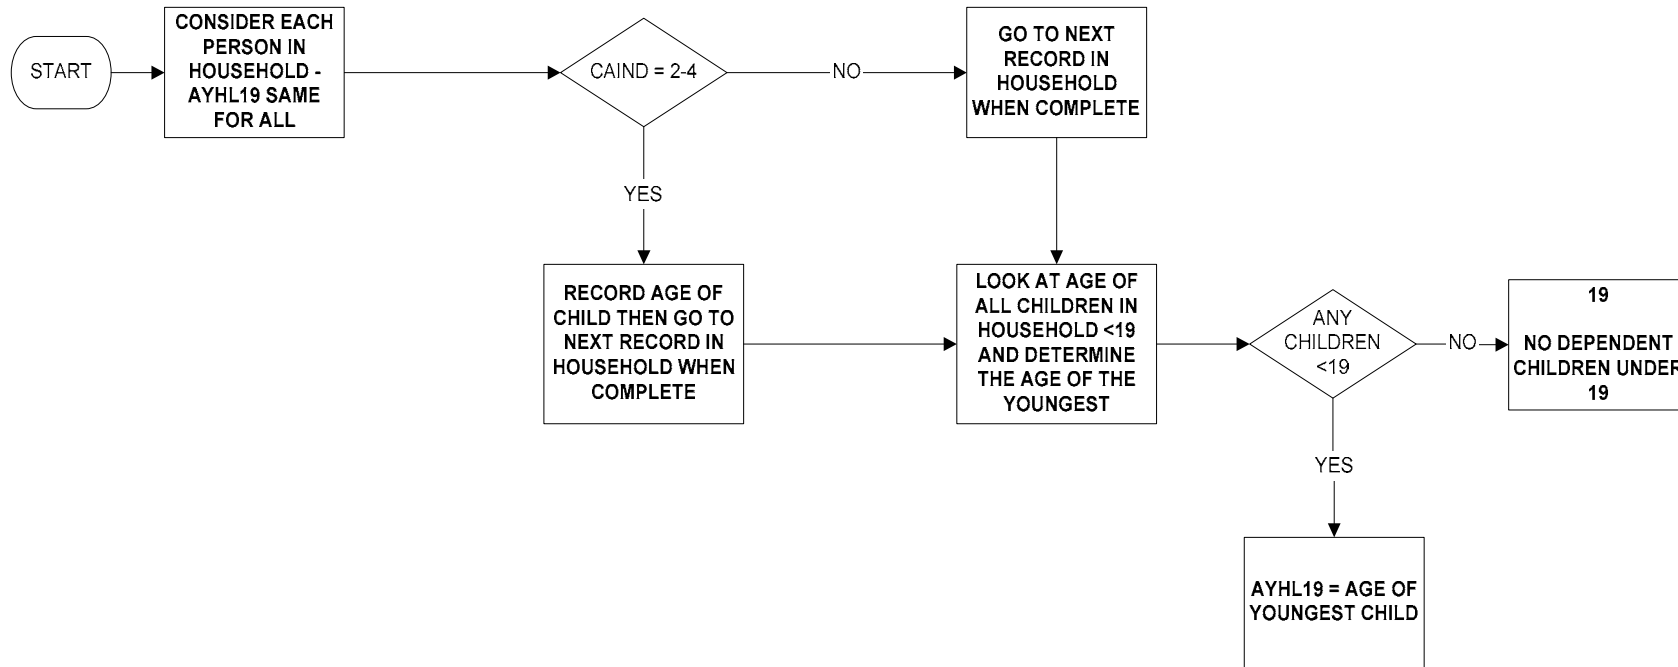 START
CONSIDER EACH
PERSON IN
HOUSEHOLD -
AYHL19 SAME
FOR ALL
CAIND = 2-4
NO
GO TO NEXT
RECORD IN
HOUSEHOLD
WHEN COMPLETE
YES
RECORD AGE OF
CHILD THEN GO TO
NEXT RECORD IN
HOUSEHOLD WHEN
COMPLETE
LOOK AT AGE OF
ALL CHILDREN IN
HOUSEHOLD <19
AND DETERMINE
THE AGE OF THE
YOUNGEST
ANY
CHILDREN
<19
NO
19
NO DEPENDENT
CHILDREN UNDER
19
YES
AYHL19 = AGE OF
YOUNGEST CHILD